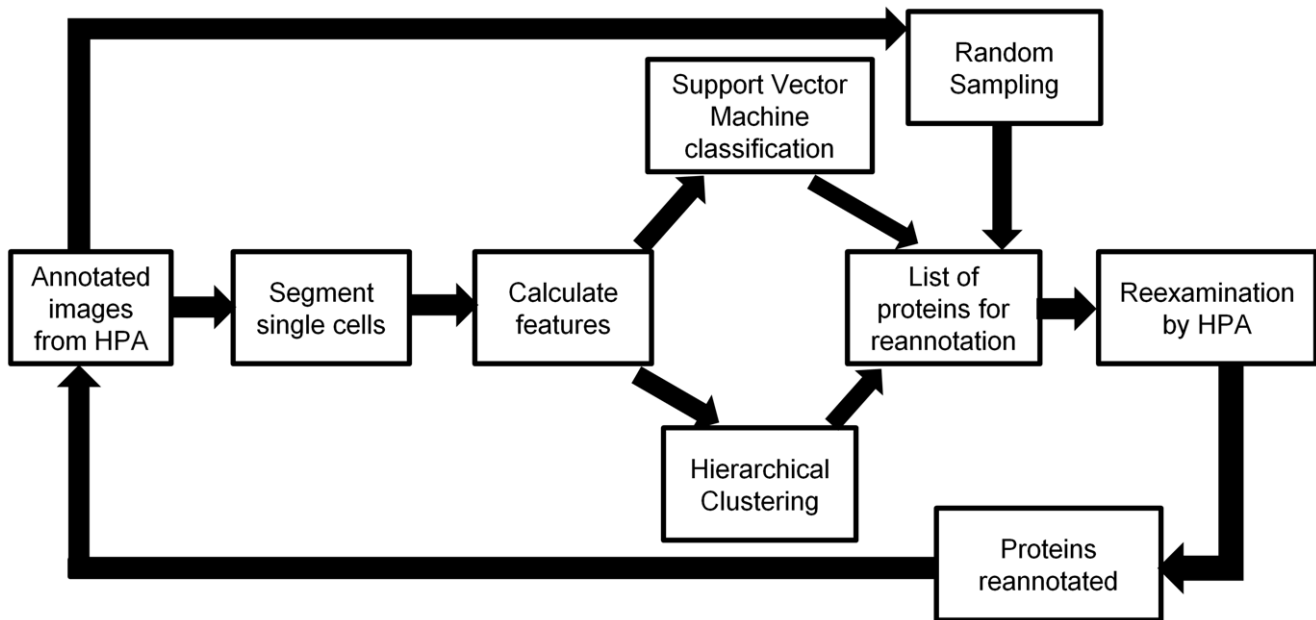 Random
Sampling
Support Vector
Machine
classification
Annotated
images
from HPA
Segment
single cells
Calculate
features
List of
proteins for
reannotation
Reexamination
by HPA
Hierarchical
Clustering
Proteins
reannotated